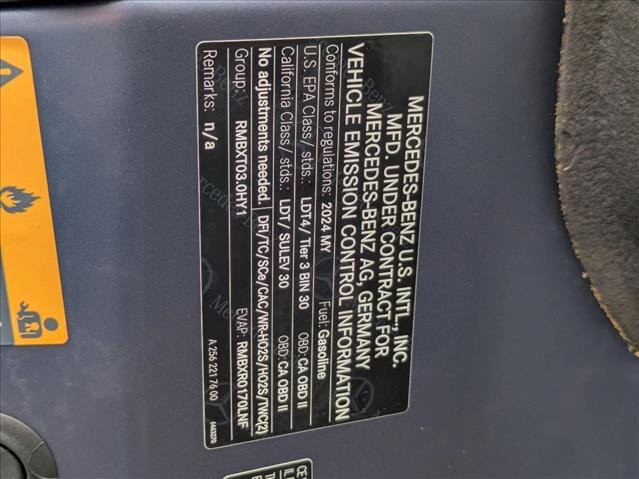 MERCEDES-BENZ U.S. INTL., INC.
MFD. UNDER CONTRACT FOR
MERCEDES-BENZ AG, GERMANY
VEHICLE EMISSION CONTROL INFORMATION
Conforms to regulations: 2024 MY Fuel: Gasoline
U.S. EPA Class/ stds.: LDT4/ Tier 3 BIN 30 OBD: CA OBD II
California Class/ stds.: LDT/ SULEV 30 OBD: CA OBD II
No adjustments needed. DFI/TC/SCe/CAC/WR-HO2S/HO2S/TWC(2)
Group: RMBXT03.0HY1 EVAP: RMBXR0170LNF
Remarks: n/a
A 256 221 76 00